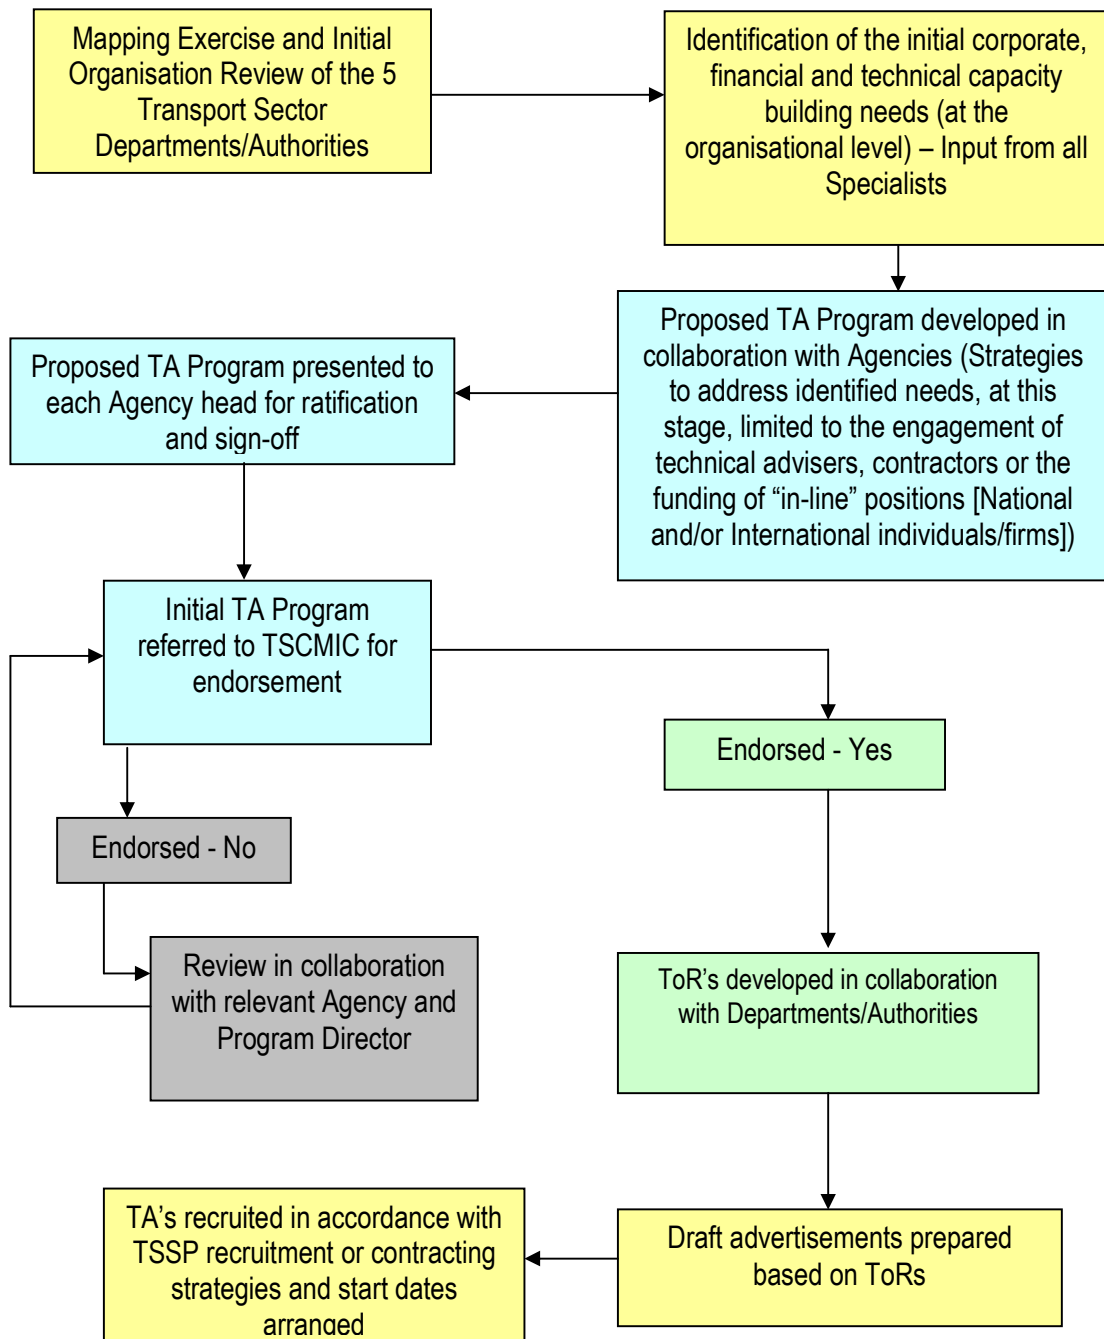 Mapping Exercise and Initial
Organisation Review of the 5
Transport Sector
Departments/Authorities
Identification of the initial corporate,
financial and technical capacity
building needs (at the
organisational level) – Input from all
Specialists
Proposed TA Program developed in
collaboration with Agencies (Strategies
to address identified needs, at this
stage, limited to the engagement of
technical advisers, contractors or the
funding of “in-line” positions [National
and/or International individuals/firms])
Proposed TA Program presented to
each Agency head for ratification
and sign-off
Initial TA Program
referred to TSCMIC for
endorsement
Endorsed - Yes
Endorsed - No
Review in collaboration
with relevant Agency and
Program Director
ToR’s developed in collaboration
with Departments/Authorities
Draft advertisements prepared
based on ToRs
TA’s recruited in accordance with
TSSP recruitment or contracting
strategies and start dates
arranged